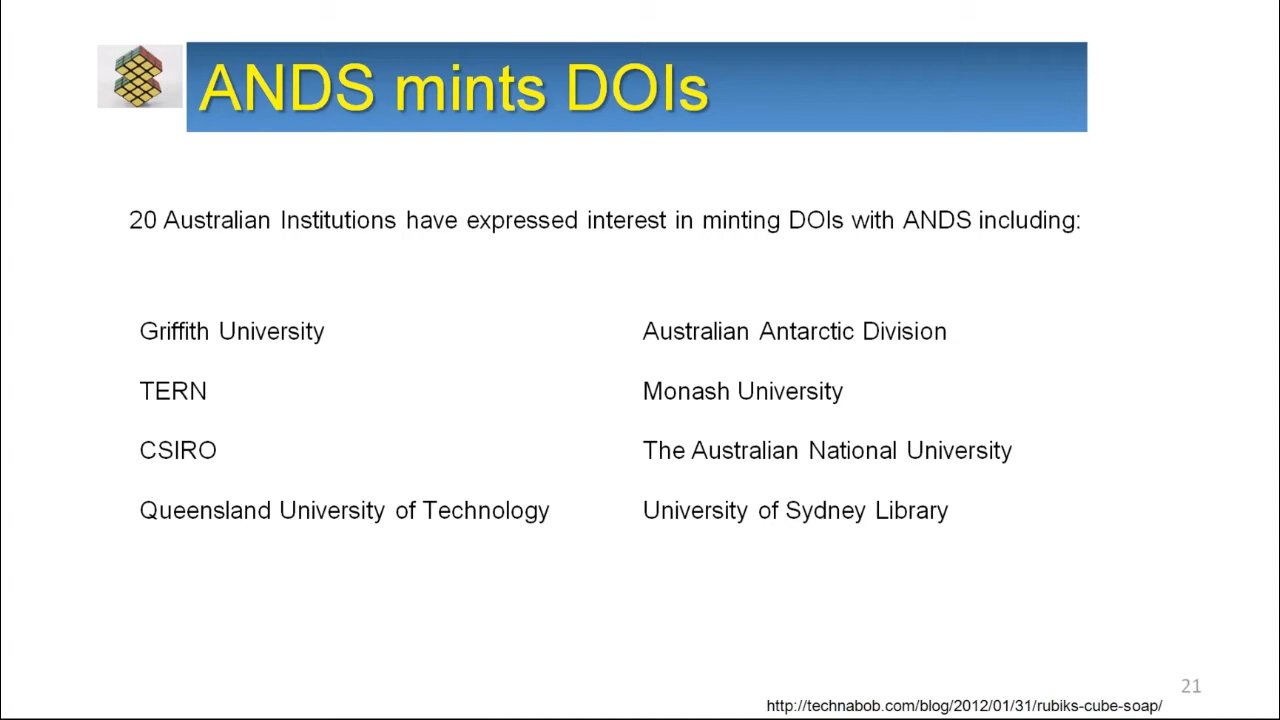 ANDS mints DOIs
20 Australian Institutions have expressed interest in minting DOIs with ANDS including:
Griffith University
TERN
CSIRO
Queensland University of Technology
Australian Antarctic Division
Monash University
The Australian National University
University of Sydney Library
21
http://technabob.com/blog/2012/01/31/rubiks-cube-soap/